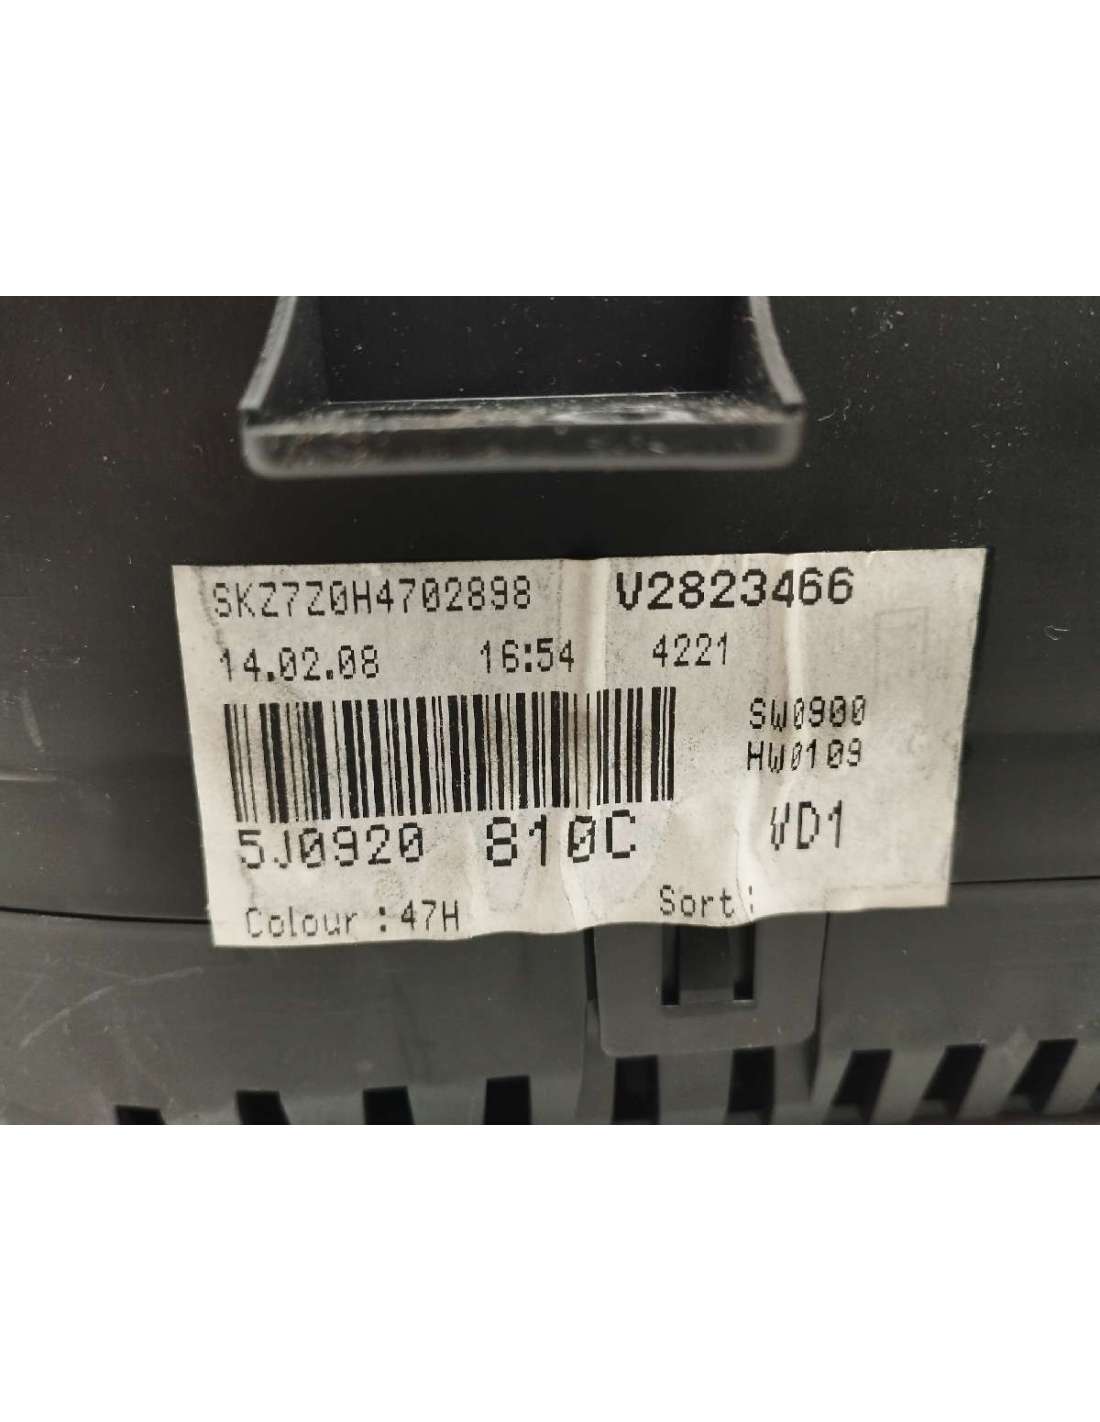 SKZ7Z0H4702898 V2823466
14.02.08 16:54 4221
SW0900
HW0109
5J0920 810C VD1
Colour : 47H Sort :